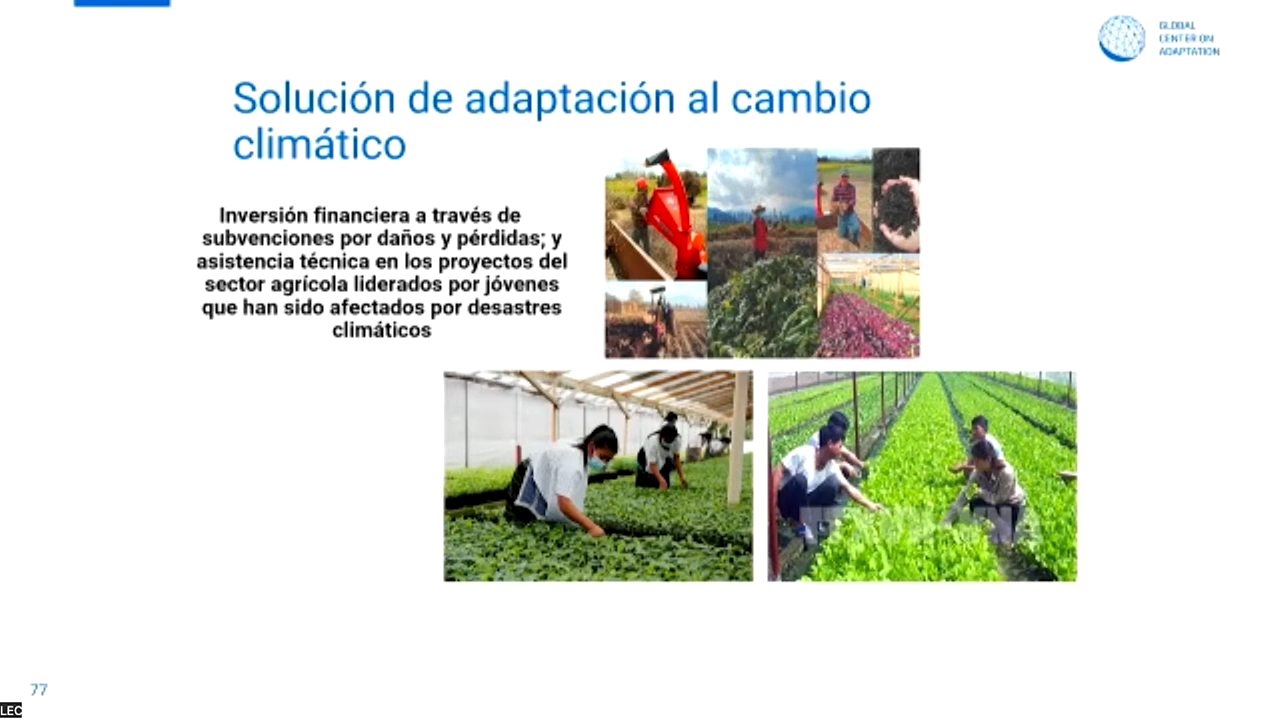 GLOBAL
CENTER ON
ADAPTATION
Solución de adaptación al cambio
climático
Inversión financiera a través de
subvenciones por daños y pérdidas; y
asistencia técnica en los proyectos del
sector agrícola liderados por jóvenes
que han sido afectados por desastres
climáticos
77
LEC